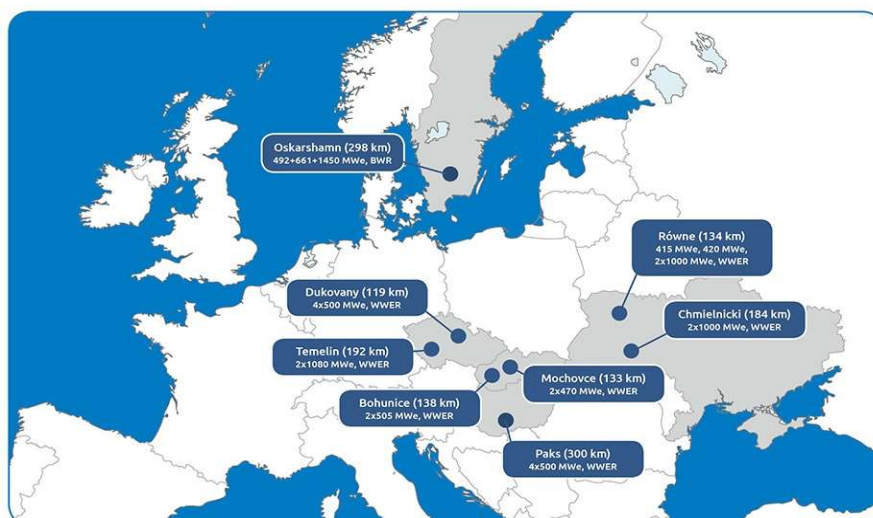 Oskarshamn (298 km)
492+661+1450 MWe, BWR
Równe (134 km)
415 MWe, 420 MWe,
2x1000 MWe, WWER
Dukovany (119 km)
4x500 MWe, WWER
Chmielnicki (184 km)
2x1000 MWe, WWER
Temelin (192 km)
2x1080 MWe, WWER
Mochovce (133 km)
2x470 MWe, WWER
Bohunice (138 km)
2x505 MWe, WWER
Paks (300 km)
4x500 MWe, WWER